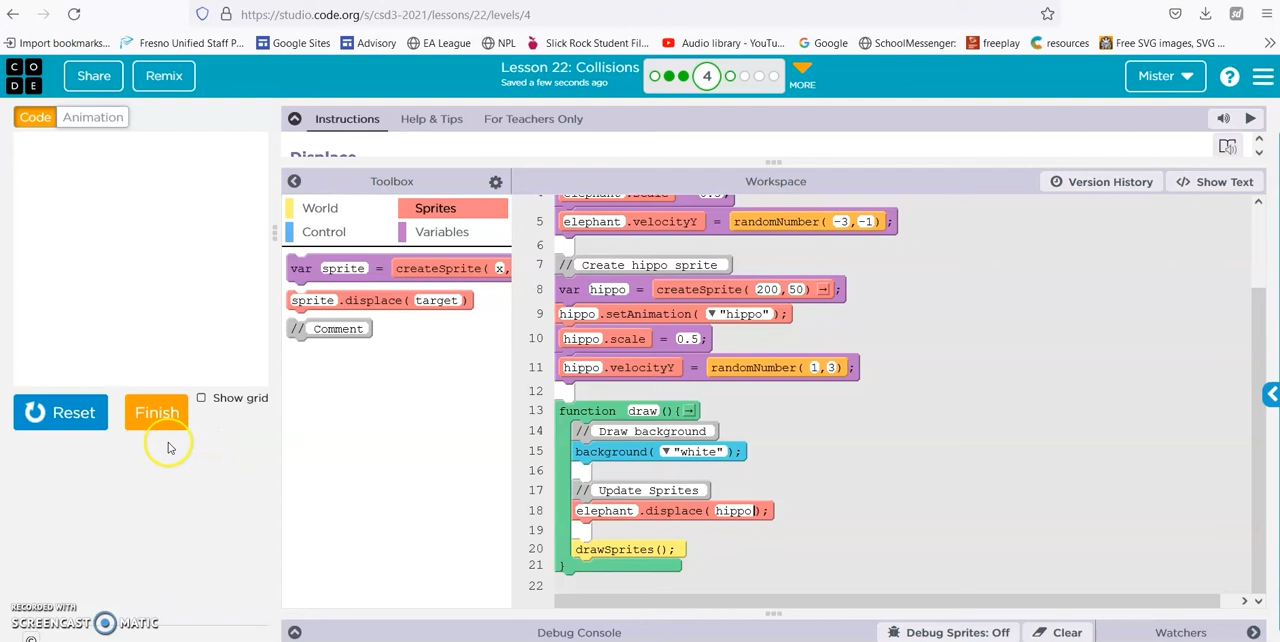 https://studio.code.org/s/csd3-2021/lessons/22/levels/4
Import bookmarks... Fresno Unified Staff P... Google Sites Advisory EA League NPL Slick Rock Student Fil... Audio library - YouTu... Google SchoolMessenger: freeplay resources Free SVG images, SVG ...
C O D E Share Remix Lesson 22: Collisions 4 MORE Mister ?
Saved a few seconds ago
Code Animation Instructions Help & Tips For Teachers Only
Displace
Toolbox Workspace Version History </> Show Text
World Sprites
Control Variables
var sprite = createSprite( x,
sprite.displace( target )
// Comment
Reset Finish Show grid
elephant.scale
5 elephant.velocityY = randomNumber( -3,-1);
6
7 // Create hippo sprite
8 var hippo = createSprite( 200,50) → ;
9 hippo.setAnimation( ▼"hippo");
10 hippo.scale = 0.5;
11 hippo.velocityY = randomNumber( 1,3);
12
13 function draw(){ →
14 // Draw background
15 background( ▼"white");
16
17 // Update Sprites
18 elephant.displace( hippo);
19
20 drawSprites();
21 }
22
RECORDED WITH
SCREENCAST MATIC
Debug Console Debug Sprites: Off Clear Watchers